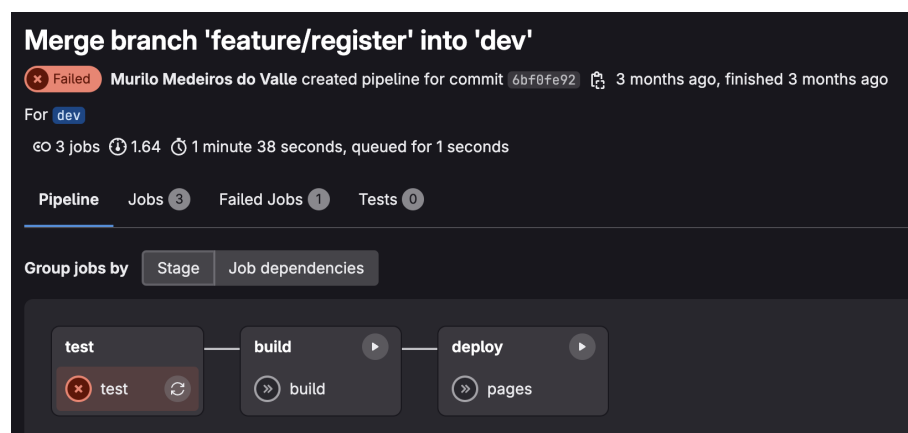 Merge branch 'feature/register' into 'dev'
Failed Murilo Medeiros do Valle created pipeline for commit 6bf0fe92 3 months ago, finished 3 months ago
For dev
3 jobs 1.64 1 minute 38 seconds, queued for 1 seconds
Pipeline Jobs 3 Failed Jobs 1 Tests 0
Group jobs by Stage Job dependencies
test build deploy
test build pages